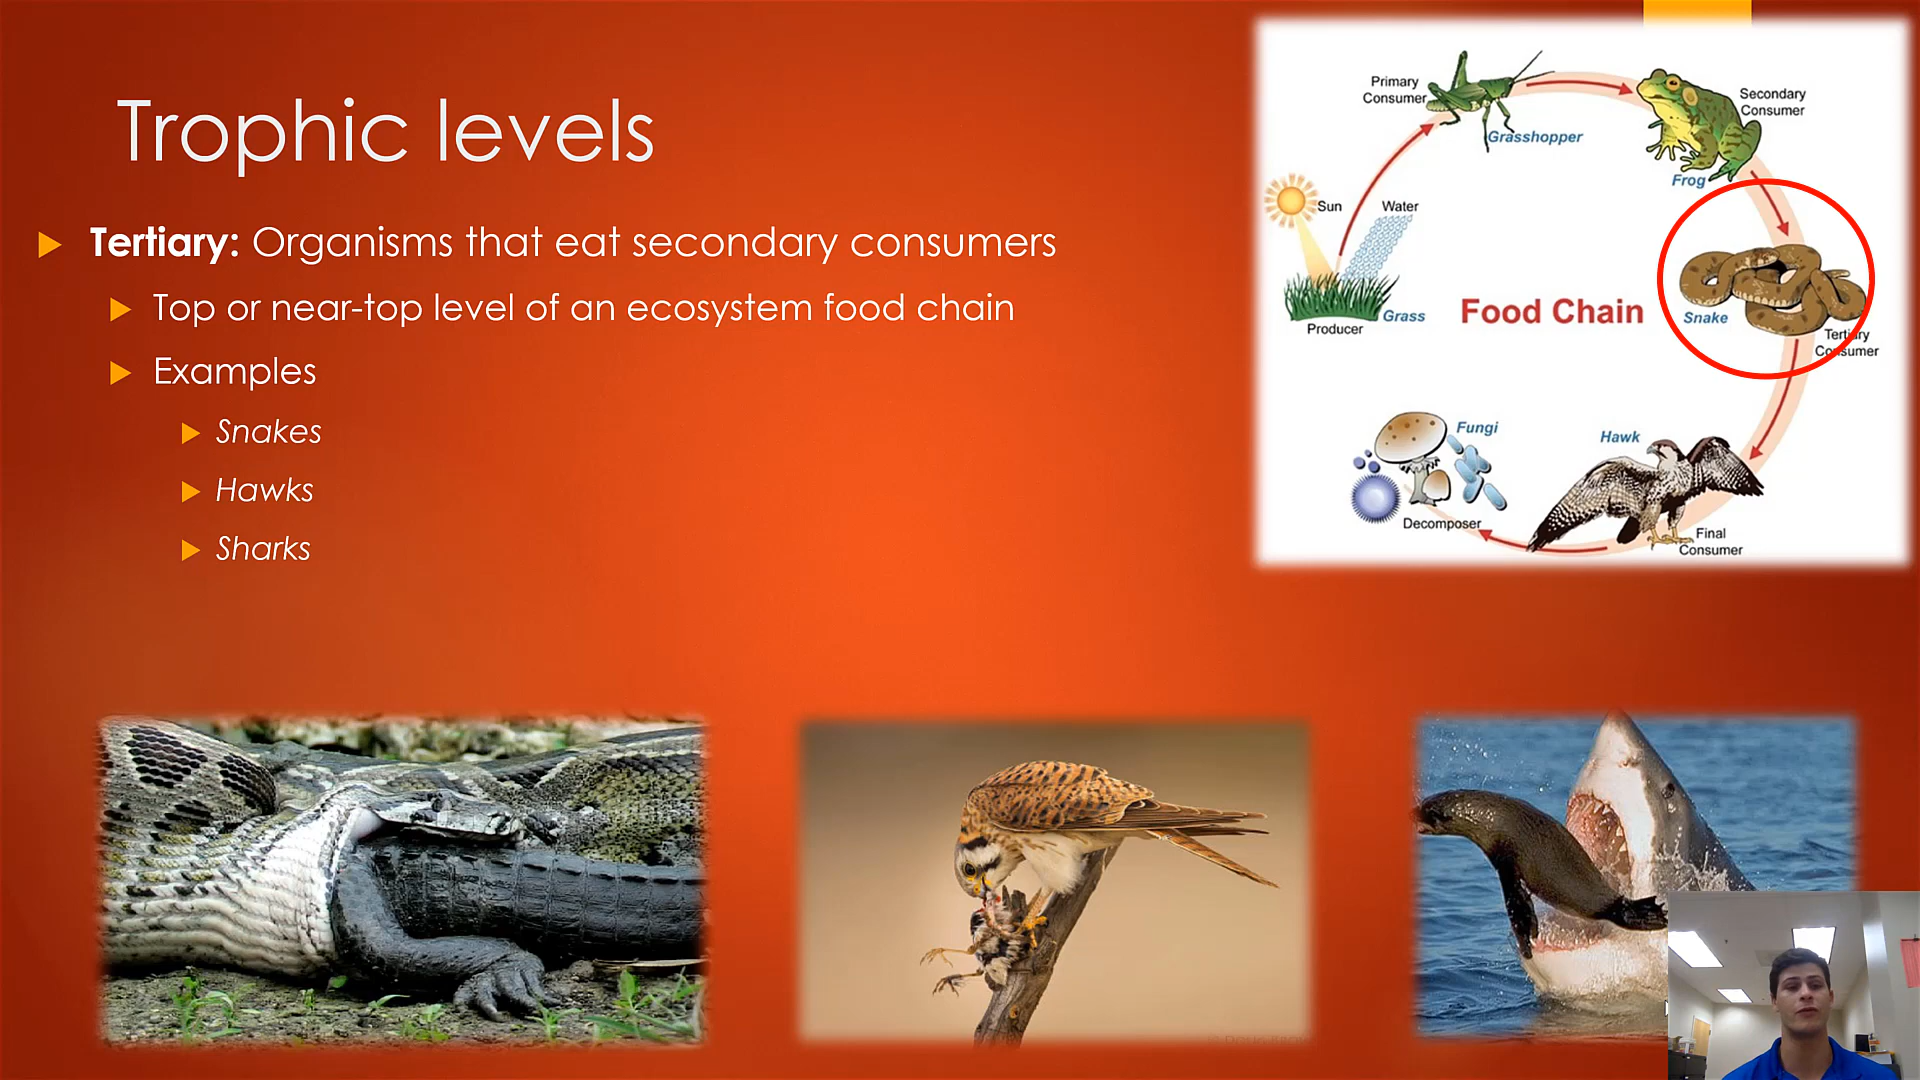 Trophic levels
Tertiary: Organisms that eat secondary consumers
Top or near-top level of an ecosystem food chain
Examples
Snakes
Hawks
Sharks
Primary
Consumer
Grasshopper
Secondary
Consumer
Frog
Sun
Water
Grass
Producer
Food Chain
Snake
Tertiary
Consumer
Hawk
Final
Consumer
Fungi
Decomposer